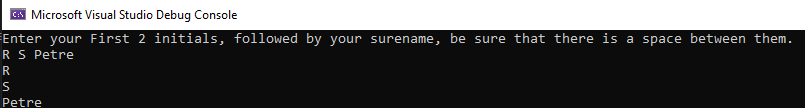 Microsoft Visual Studio Debug Console
Enter your First 2 initials, followed by your surename, be sure that there is a space between them.
R S Petre
R
S
Petre